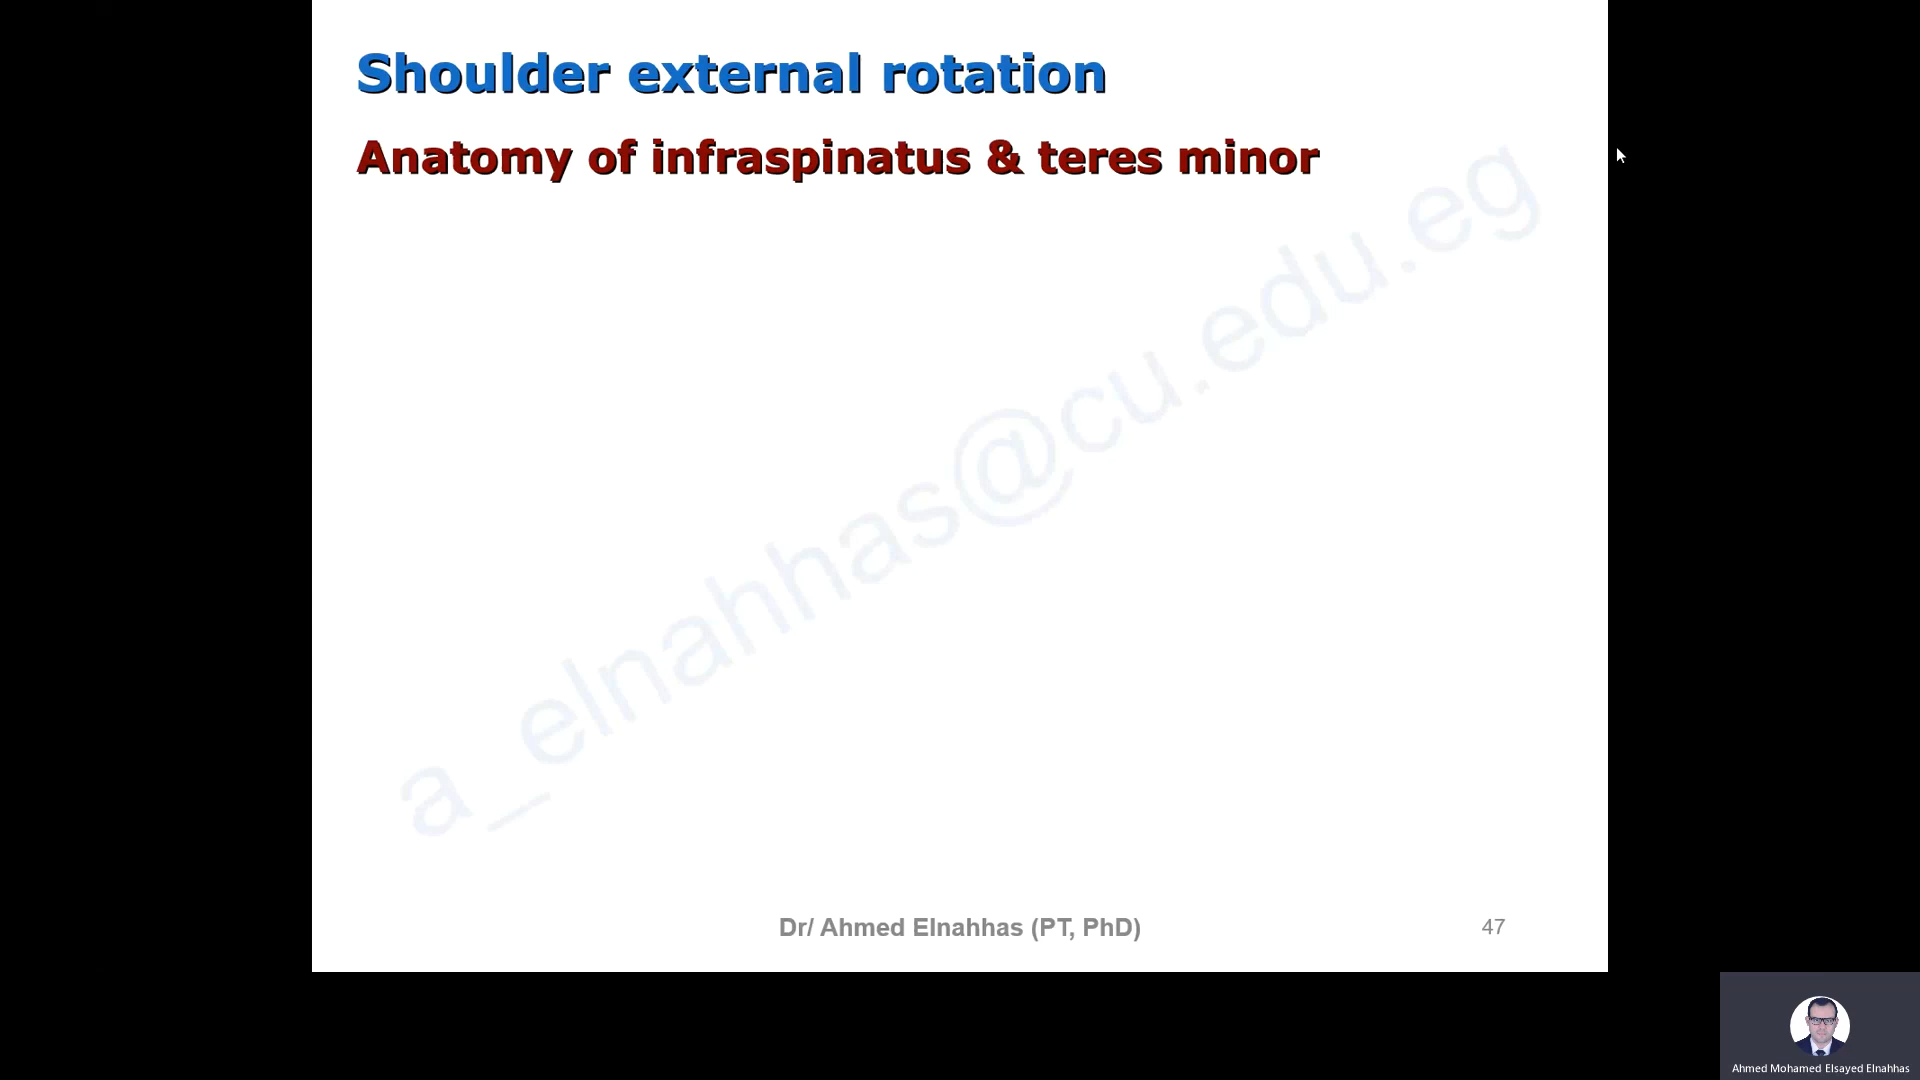 Shoulder external rotation
Anatomy of infraspinatus & teres minor
a_elnahhas@cu.edu.eg
Dr/ Ahmed Elnahhas (PT, PhD)
47
Ahmed Mohamed Elsayed Elnahhas